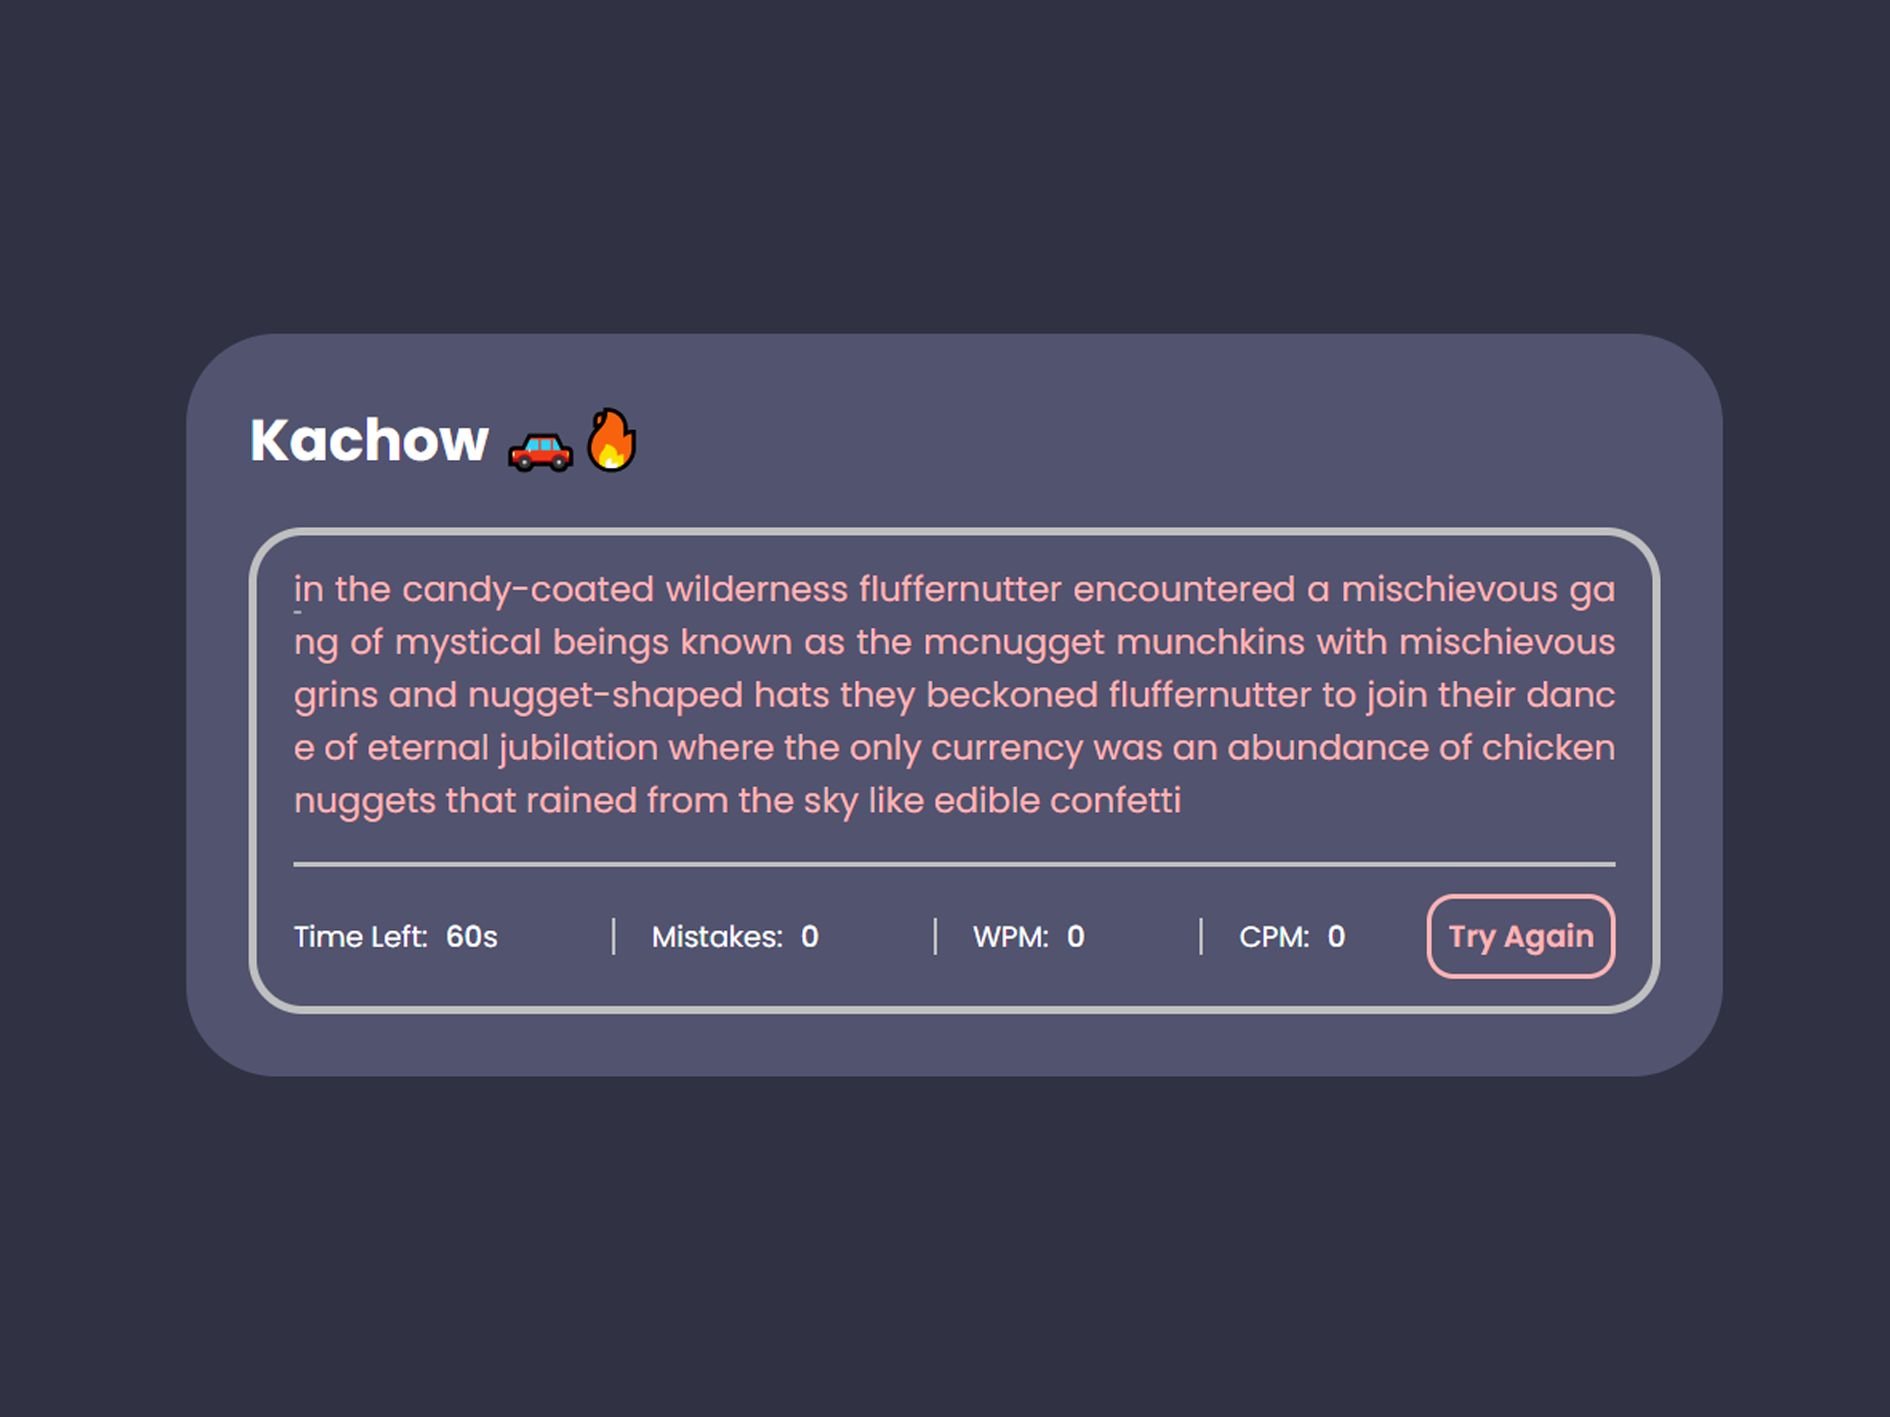 Kachow 🚗🔥
in the candy-coated wilderness fluffernutter encountered a mischievous ga
ng of mystical beings known as the mcnugget munchkins with mischievous
grins and nugget-shaped hats they beckoned fluffernutter to join their danc
e of eternal jubilation where the only currency was an abundance of chicken
nuggets that rained from the sky like edible confetti
Time Left: 60s | Mistakes: 0 | WPM: 0 | CPM: 0 Try Again